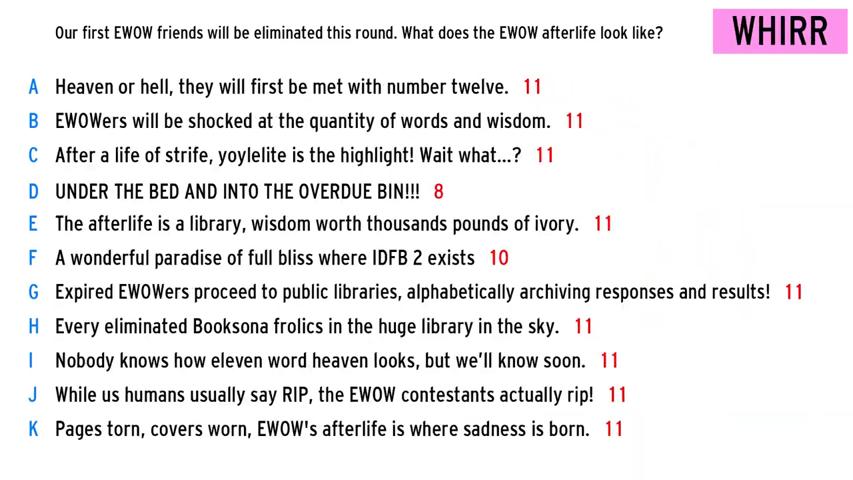 Our first EWOW friends will be eliminated this round. What does the EWOW afterlife look like?
WHIRR
A Heaven or hell, they will first be met with number twelve. 11
B EWOWers will be shocked at the quantity of words and wisdom. 11
C After a life of strife, yoylelite is the highlight! Wait what...? 11
D UNDER THE BED AND INTO THE OVERDUE BIN!!! 8
E The afterlife is a library, wisdom worth thousands pounds of ivory. 11
F A wonderful paradise of full bliss where IDFB 2 exists 10
G Expired EWOWers proceed to public libraries, alphabetically archiving responses and results! 11
H Every eliminated Booksona frolics in the huge library in the sky. 11
I Nobody knows how eleven word heaven looks, but we'll know soon. 11
J While us humans usually say RIP, the EWOW contestants actually rip! 11
K Pages torn, covers worn, EWOW's afterlife is where sadness is born. 11